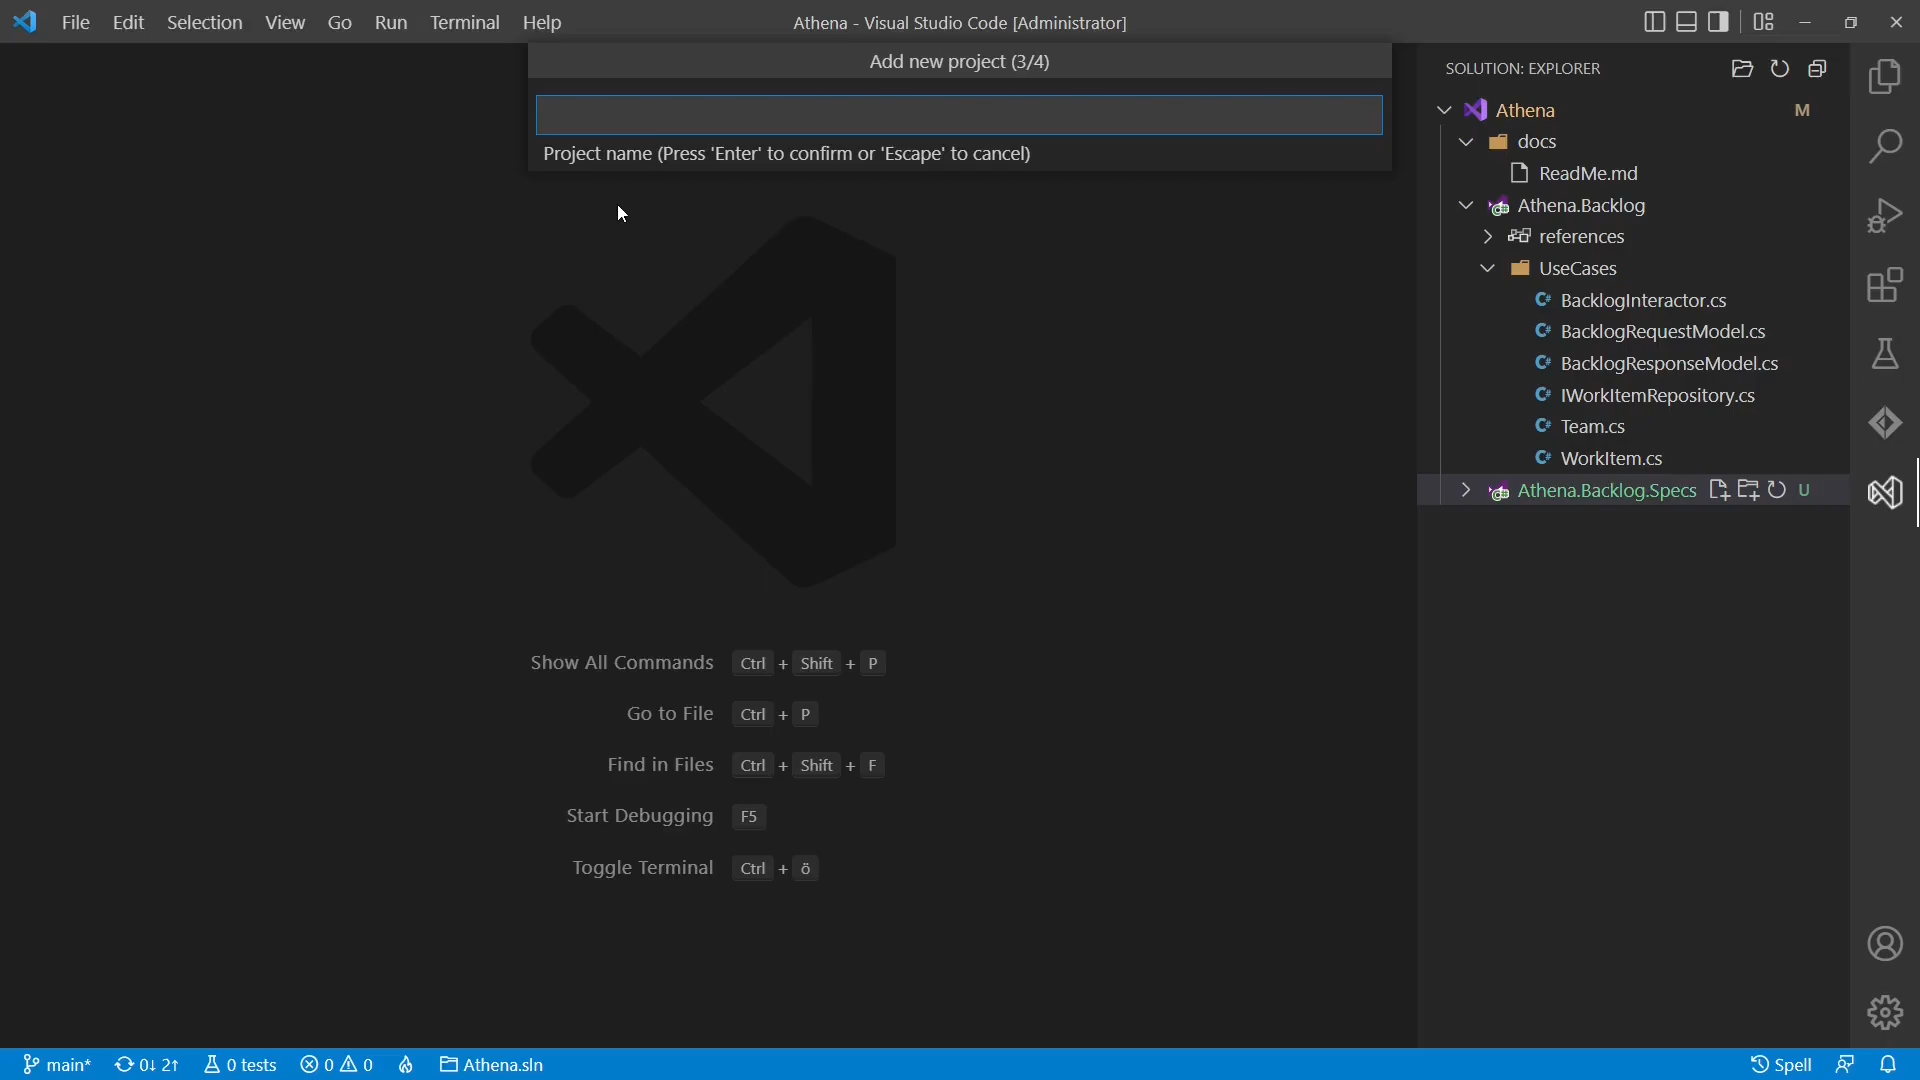 File Edit Selection View Go Run Terminal Help
Athena - Visual Studio Code [Administrator]
Add new project (3/4)
Project name (Press 'Enter' to confirm or 'Escape' to cancel)
Show All Commands Ctrl + Shift + P
Go to File Ctrl + P
Find in Files Ctrl + Shift + F
Start Debugging F5
Toggle Terminal Ctrl + ö
SOLUTION: EXPLORER
Athena M
docs
ReadMe.md
Athena.Backlog
references
UseCases
C# BacklogInteractor.cs
C# BacklogRequestModel.cs
C# BacklogResponseModel.cs
C# IWorkItemRepository.cs
C# Team.cs
C# WorkItem.cs
Athena.Backlog.Specs U
main* 0↓ 2↑ 0 tests 0 0 Athena.sln Spell